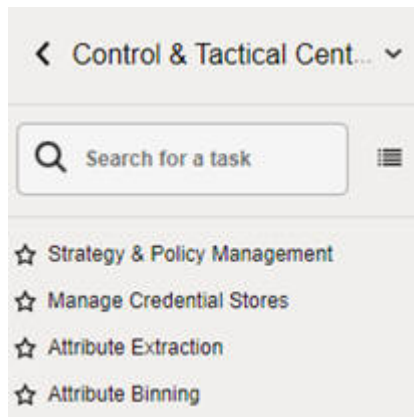 Control & Tactical Cent...
Search for a task
Strategy & Policy Management
Manage Credential Stores
Attribute Extraction
Attribute Binning